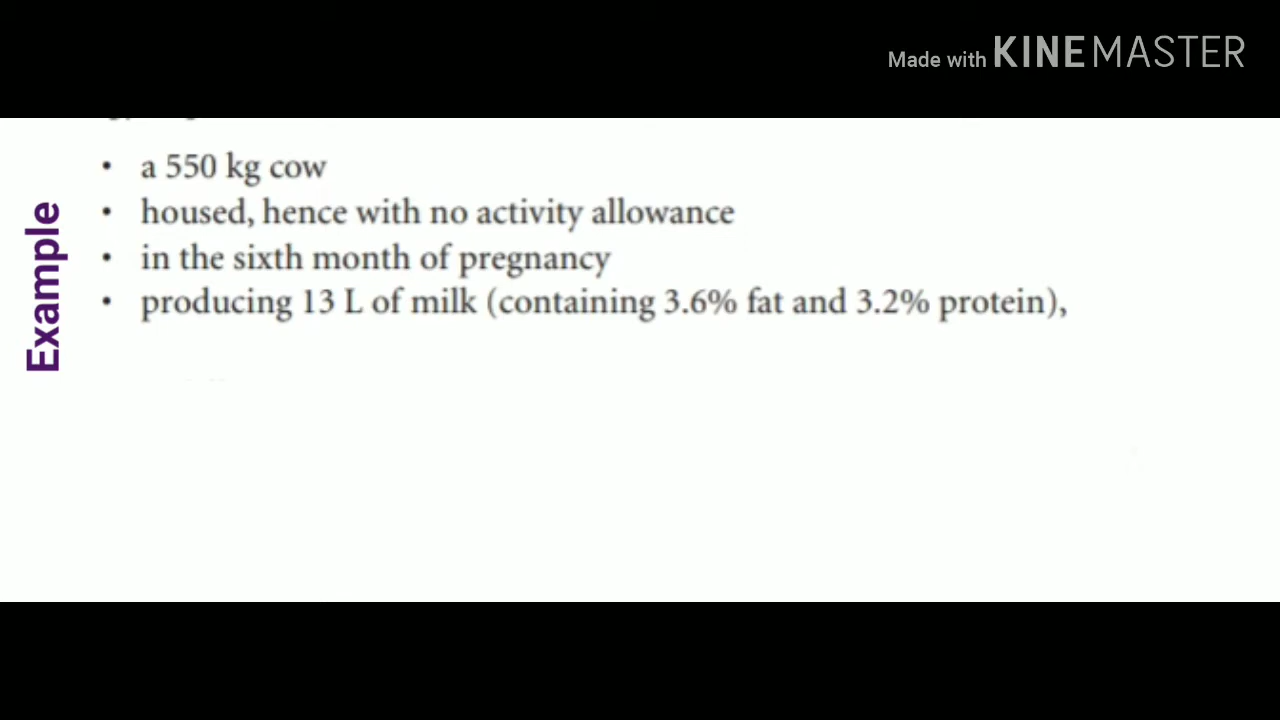 Made with KINEMASTER
Example
• a 550 kg cow
• housed, hence with no activity allowance
• in the sixth month of pregnancy
• producing 13 L of milk (containing 3.6% fat and 3.2% protein),